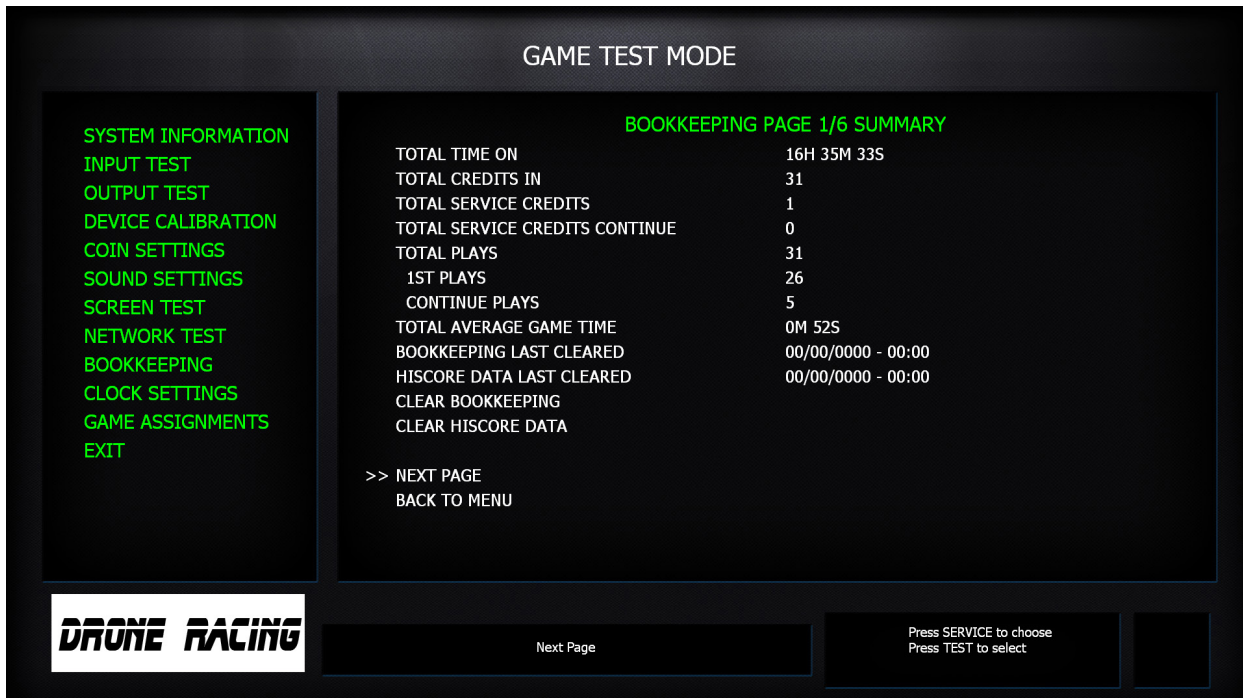 GAME TEST MODE
SYSTEM INFORMATION
INPUT TEST
OUTPUT TEST
DEVICE CALIBRATION
COIN SETTINGS
SOUND SETTINGS
SCREEN TEST
NETWORK TEST
BOOKKEEPING
CLOCK SETTINGS
GAME ASSIGNMENTS
EXIT
BOOKKEEPING PAGE 1/6 SUMMARY
TOTAL TIME ON 16H 35M 33S
TOTAL CREDITS IN 31
TOTAL SERVICE CREDITS 1
TOTAL SERVICE CREDITS CONTINUE 0
TOTAL PLAYS 31
1ST PLAYS 26
CONTINUE PLAYS 5
TOTAL AVERAGE GAME TIME 0M 52S
BOOKKEEPING LAST CLEARED 00/00/0000 - 00:00
HISCORE DATA LAST CLEARED 00/00/0000 - 00:00
CLEAR BOOKKEEPING
CLEAR HISCORE DATA
>> NEXT PAGE
BACK TO MENU
DRONE RACING
Next Page
Press SERVICE to choose
Press TEST to select